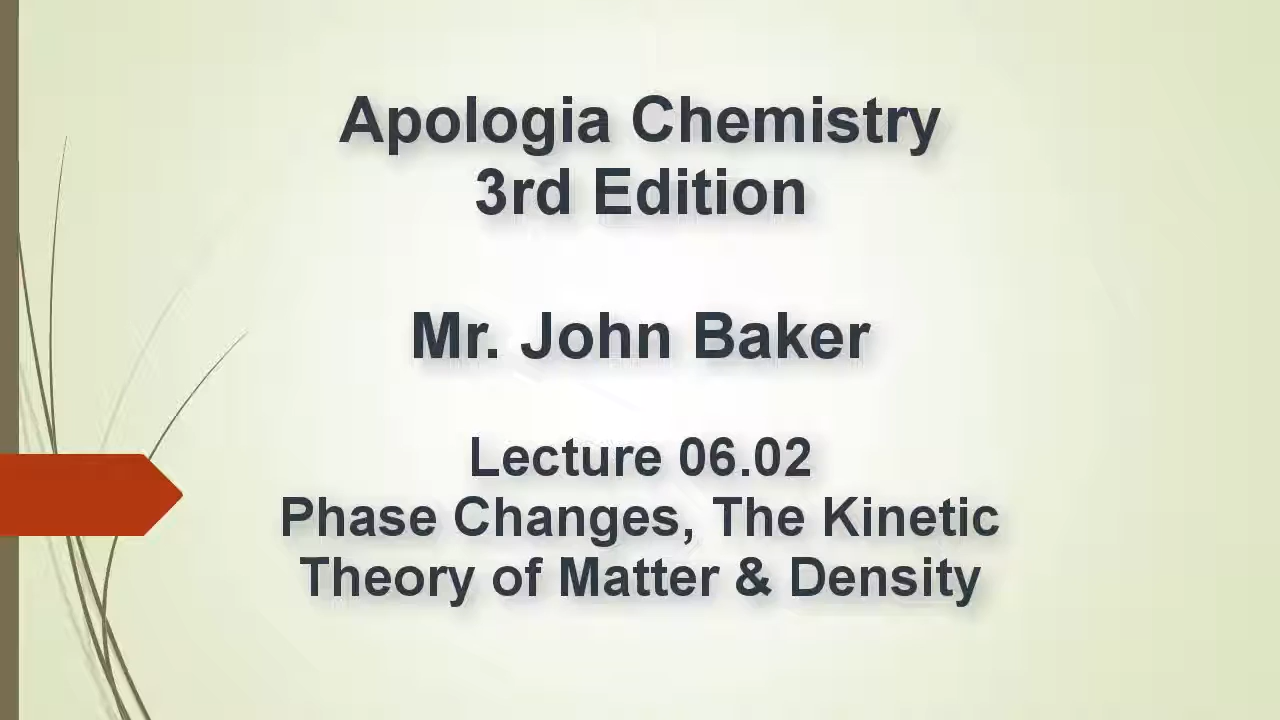 Apologia Chemistry
3rd Edition
Mr. John Baker
Lecture 06.02
Phase Changes, The Kinetic
Theory of Matter & Density